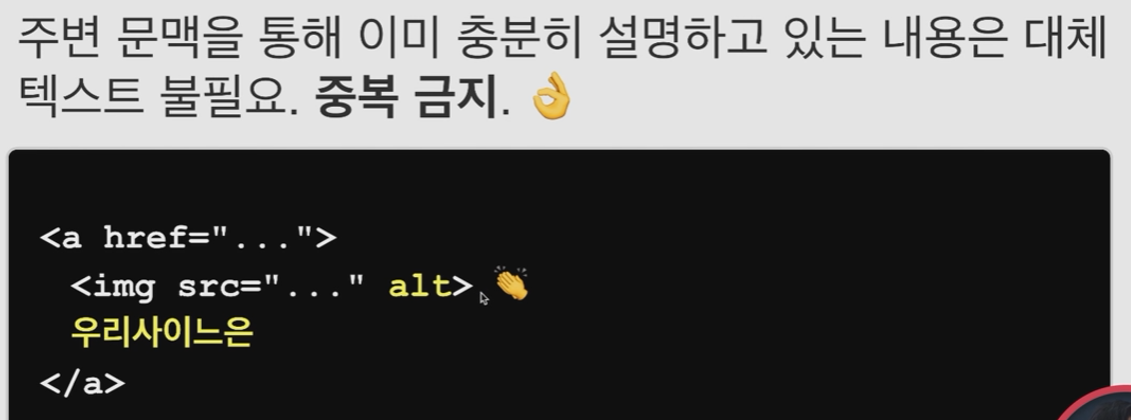 주변 문맥을 통해 이미 충분히 설명하고 있는 내용은 대체
텍스트 불필요. 중복 금지. 👌
<a href="...">
<img src="..." alt>👏
우리사이느은
</a>